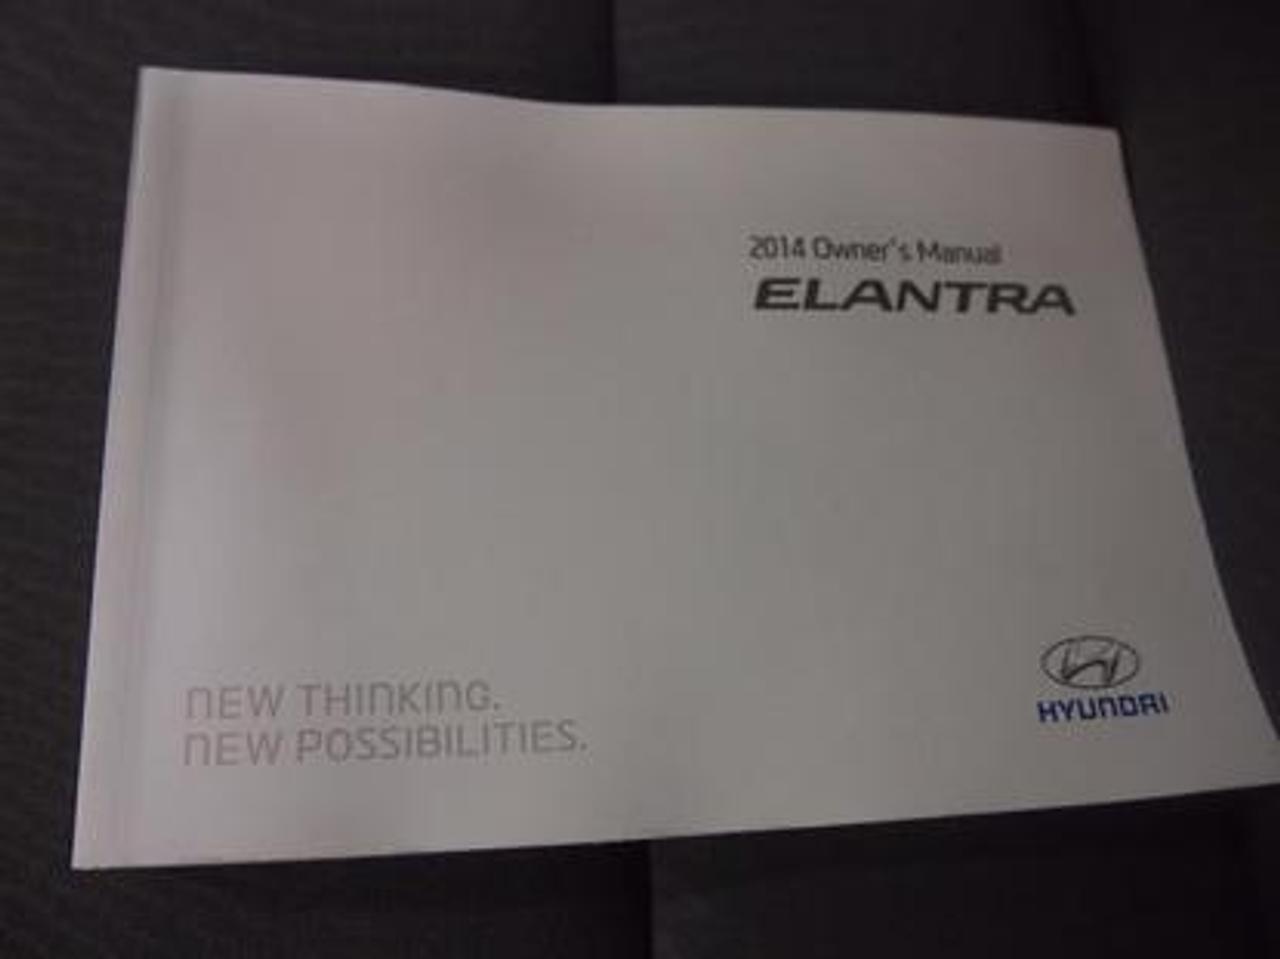 2014 Owner's Manual
ELANTRA
NEW THINKING.
NEW POSSIBILITIES.
HYUNDAI